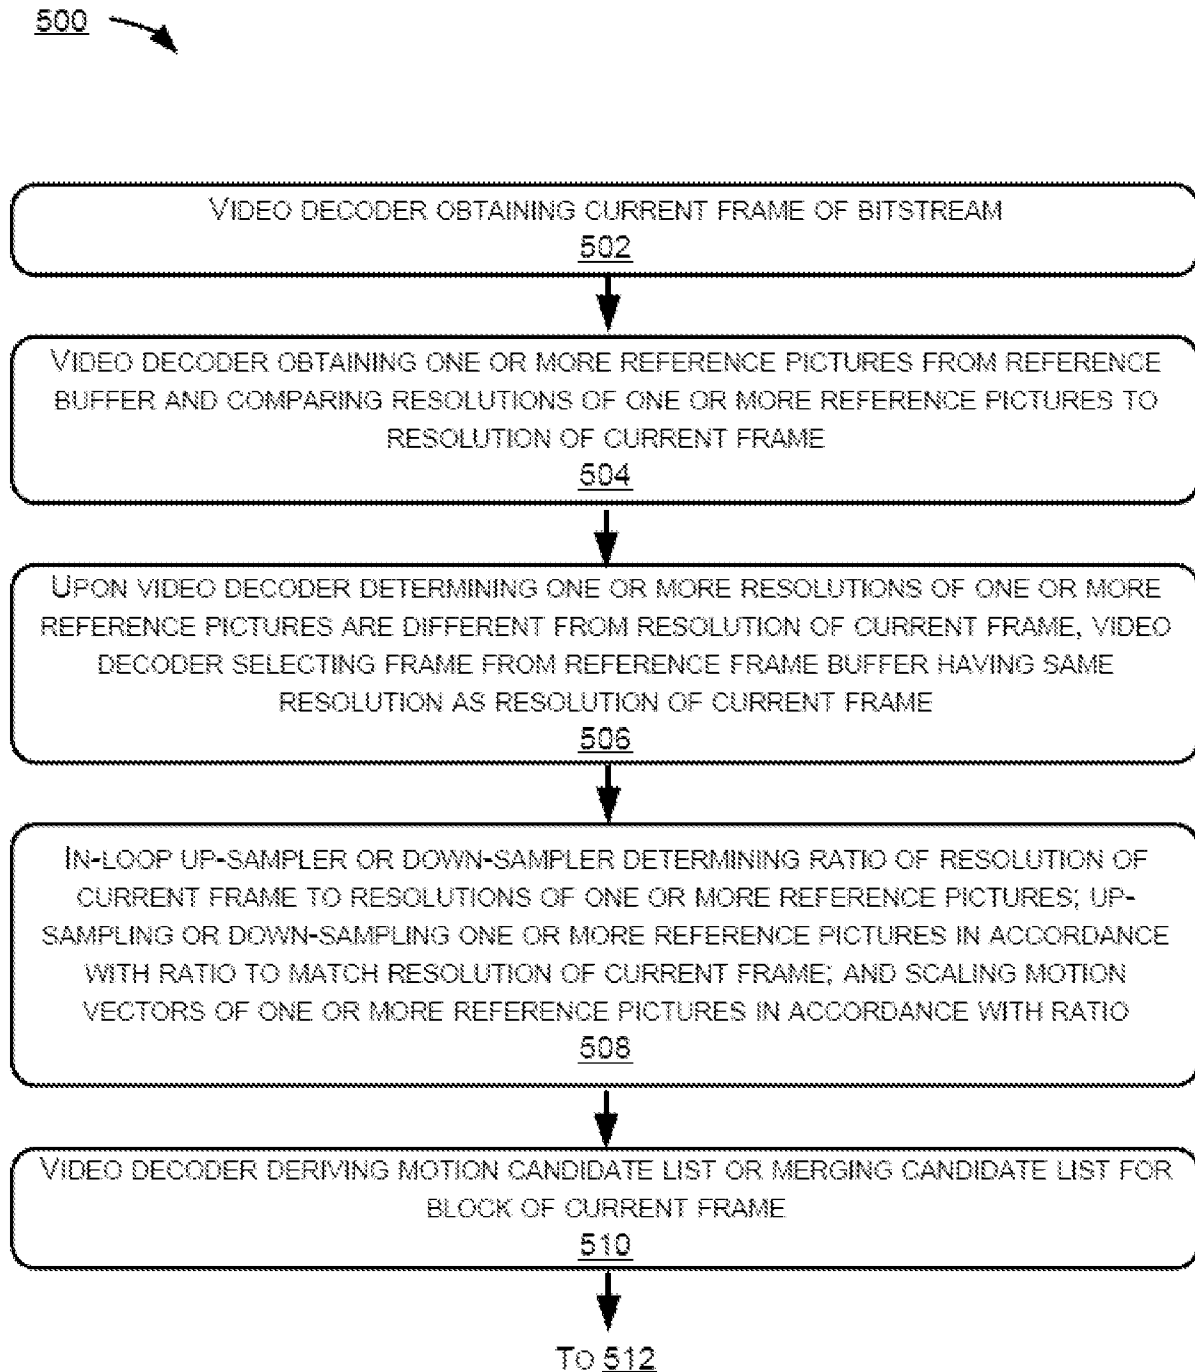 500
VIDEO DECODER OBTAINING CURRENT FRAME OF BITSTREAM
502
VIDEO DECODER OBTAINING ONE OR MORE REFERENCE PICTURES FROM REFERENCE
BUFFER AND COMPARING RESOLUTIONS OF ONE OR MORE REFERENCE PICTURES TO
RESOLUTION OF CURRENT FRAME
504
UPON VIDEO DECODER DETERMINING ONE OR MORE RESOLUTIONS OF ONE OR MORE
REFERENCE PICTURES ARE DIFFERENT FROM RESOLUTION OF CURRENT FRAME, VIDEO
DECODER SELECTING FRAME FROM REFERENCE FRAME BUFFER HAVING SAME
RESOLUTION AS RESOLUTION OF CURRENT FRAME
506
IN-LOOP UP-SAMPLER OR DOWN-SAMPLER DETERMINING RATIO OF RESOLUTION OF
CURRENT FRAME TO RESOLUTIONS OF ONE OR MORE REFERENCE PICTURES; UP-
SAMPLING OR DOWN-SAMPLING ONE OR MORE REFERENCE PICTURES IN ACCORDANCE
WITH RATIO TO MATCH RESOLUTION OF CURRENT FRAME; AND SCALING MOTION
VECTORS OF ONE OR MORE REFERENCE PICTURES IN ACCORDANCE WITH RATIO
508
VIDEO DECODER DERIVING MOTION CANDIDATE LIST OR MERGING CANDIDATE LIST FOR
BLOCK OF CURRENT FRAME
510
TO 512